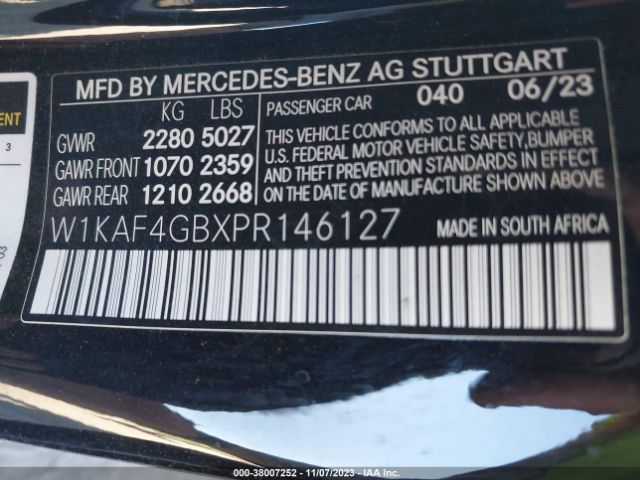 MFD BY MERCEDES-BENZ AG STUTTGART
KG LBS
PASSENGER CAR 040 06/23
GWWR 2280 5027
GAWR FRONT 1070 2359
GAWR REAR 1210 2668
THIS VEHICLE CONFORMS TO ALL APPLICABLE
U.S. FEDERAL MOTOR VEHICLE SAFETY, BUMPER
AND THEFT PREVENTION STANDARDS IN EFFECT
ON THE DATE OF MANUFACTURE SHOWN ABOVE.
W1KAF4GBXPR146127
MADE IN SOUTH AFRICA
3
000-38007252 - 11/07/2023 - IAA Inc.